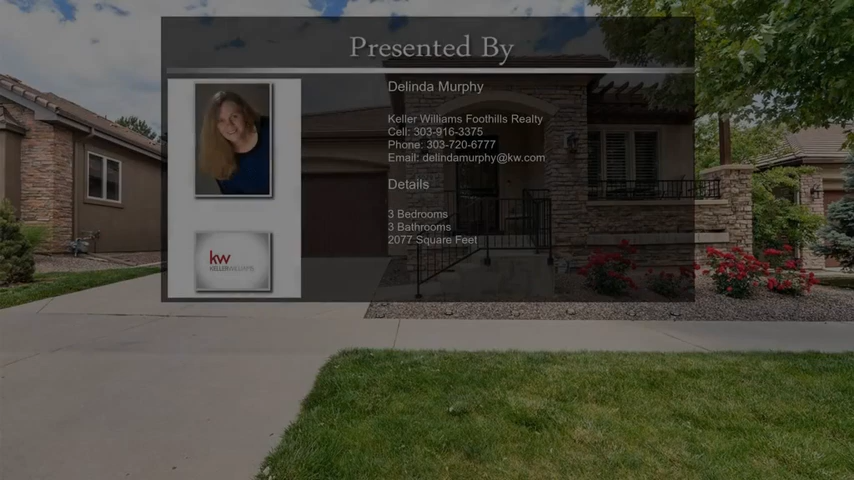 Presented By
Delinda Murphy
Keller Williams Foothills Realty
Cell: 303-916-3375
Phone: 303-720-6777
Email: delindamurphy@kw.com
Details
3 Bedrooms
3 Bathrooms
2077 Square Feet
kw
KELLERWILLIAMS